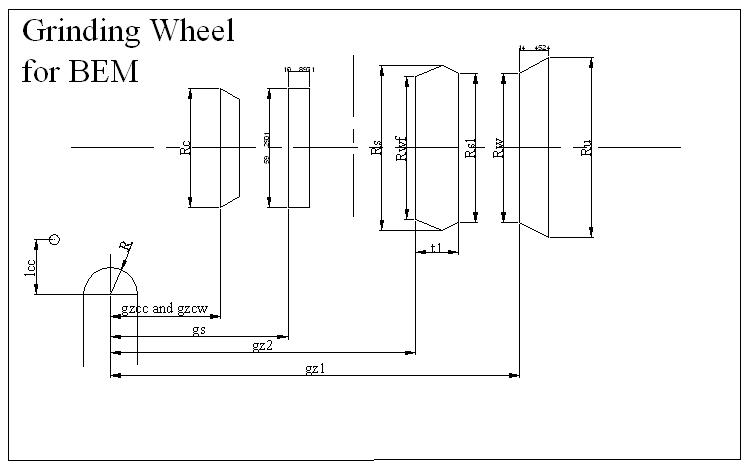 Grinding Wheel
for BEM
Rc
Rs
Rwf
Rs1
Rw
Ru
t1
R
lcc
gzcc and gzcw
gs
gz2
gz1